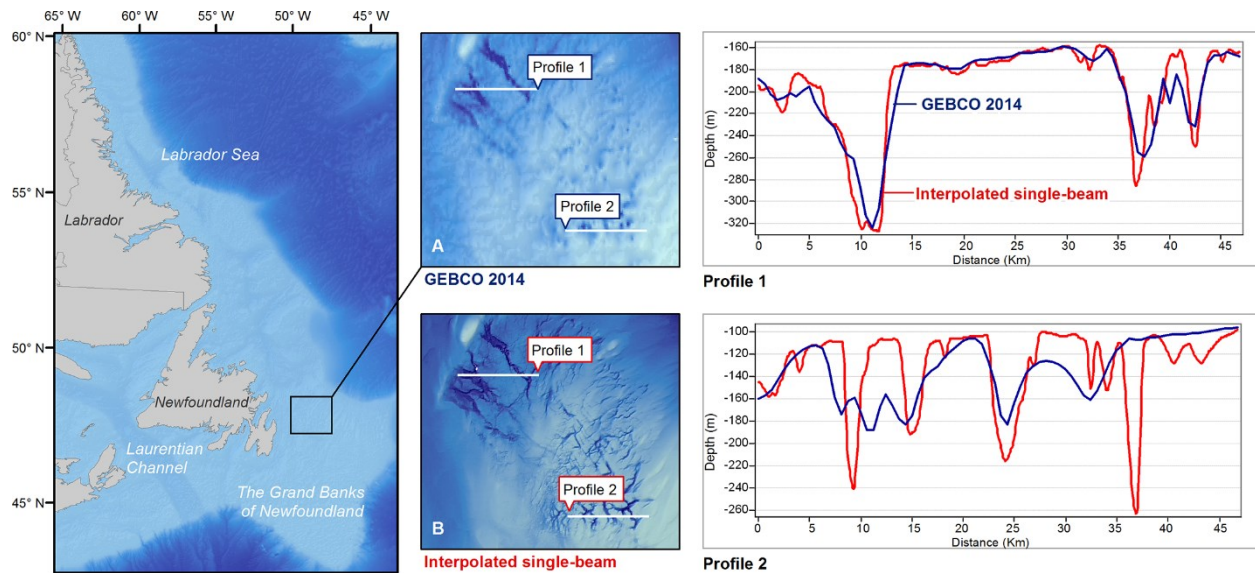 65° W 60° W 55° W 50° W 45° W
60° N
55° N
50° N
45° N
Labrador Sea
Labrador
Newfoundland
Laurentian
Channel
The Grand Banks
of Newfoundland
Profile 1
Profile 2
A
GEBCO 2014
Profile 1
Profile 2
B
Interpolated single-beam
-160
-180
-200
-220
-240
-260
-280
-300
-320
Depth (m)
GEBCO 2014
Interpolated single-beam
0 5 10 15 20 25 30 35 40 45
Distance (Km)
Profile 1
-100
-120
-140
-160
-180
-200
-220
-240
-260
Depth (m)
0 5 10 15 20 25 30 35 40 45
Distance (Km)
Profile 2